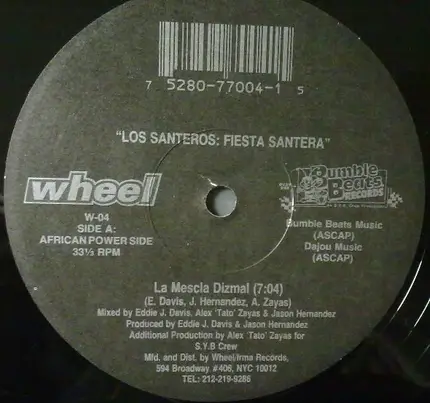 7 5280-77004-1 5
"LOS SANTEROS: FIESTA SANTERA"
wheel
W-04
SIDE A:
AFRICAN POWER SIDE
33⅓ RPM
Bumble
Beats
RECORDS
Bumble Beats Music
(ASCAP)
Dajou Music
(ASCAP)
La Mescla Dizmal (7:04)
(E. Davis, J. Hernandez, A. Zayas)
Mixed by Eddie J. Davis, Alex 'Tato' Zayas & Jason Hernandez
Produced by Eddie J. Davis & Jason Hernandez
Additional Production by Alex 'Tato' Zayas for
S.Y.B Crew
Mfd. and Dist. by Wheel/Irma Records,
594 Broadway #406, NYC 10012
TEL: 212-219-9285